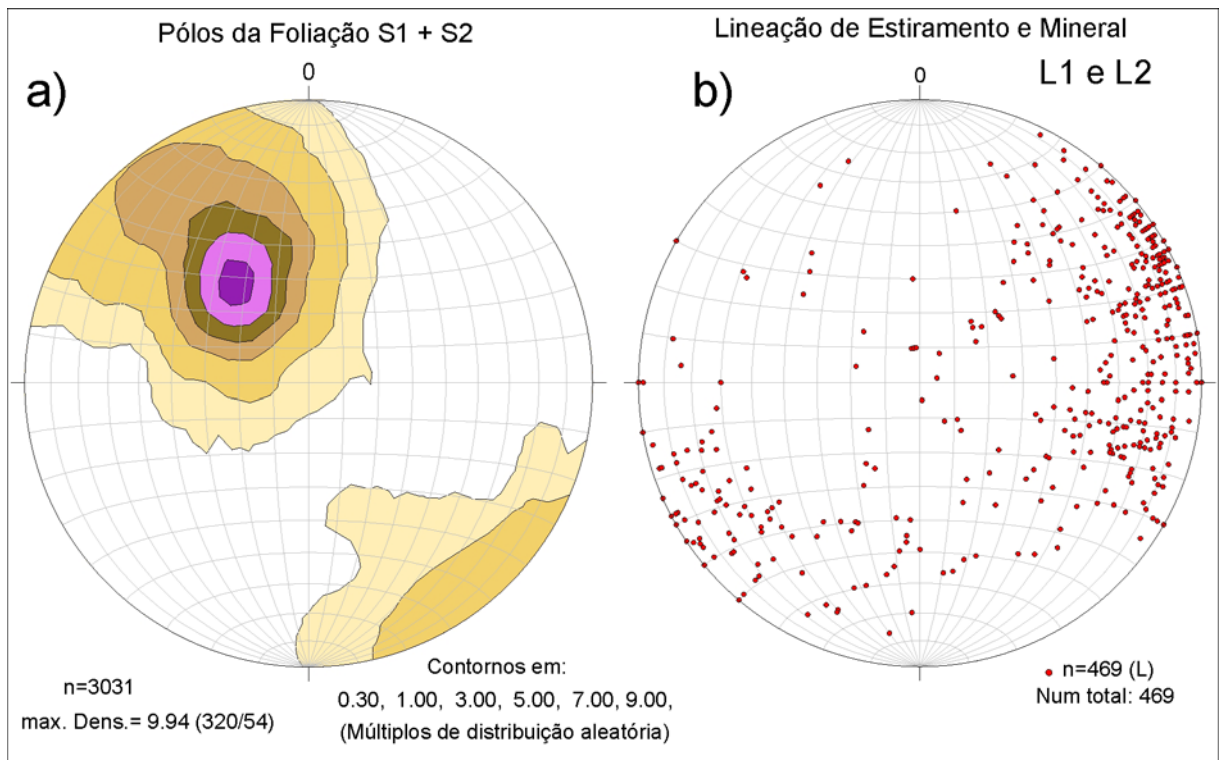 Pólos da Foliação S1 + S2
a)
0
n=3031
max. Dens.= 9.94 (320/54)
Contornos em:
0.30, 1.00, 3.00, 5.00, 7.00, 9.00,
(Múltiplos de distribuição aleatória)
Lineação de Estiramento e Mineral
L1 e L2
b)
0
n=469 (L)
Num total: 469